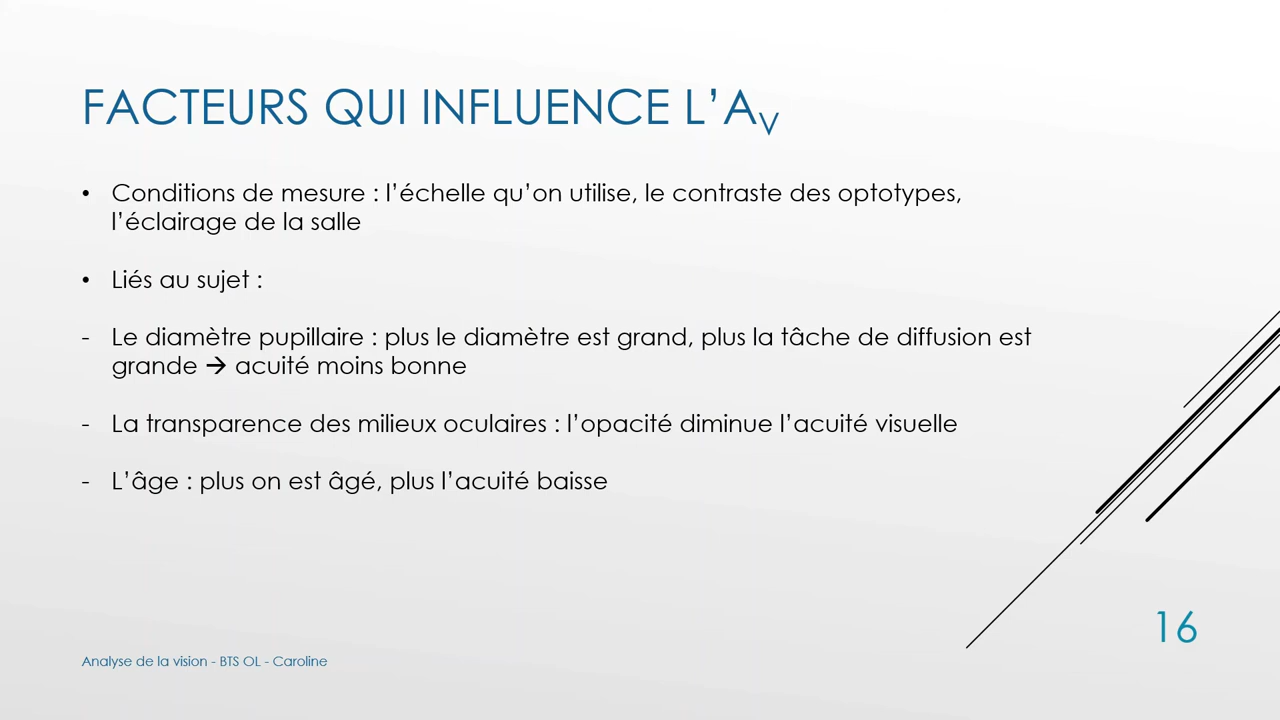 FACTEURS QUI INFLUENCE L’AV
• Conditions de mesure : l’échelle qu’on utilise, le contraste des optotypes,
l’éclairage de la salle
• Liés au sujet :
- Le diamètre pupillaire : plus le diamètre est grand, plus la tâche de diffusion est
grande → acuité moins bonne
- La transparence des milieux oculaires : l’opacité diminue l’acuité visuelle
- L’âge : plus on est âgé, plus l’acuité baisse
16
Analyse de la vision - BTS OL - Caroline